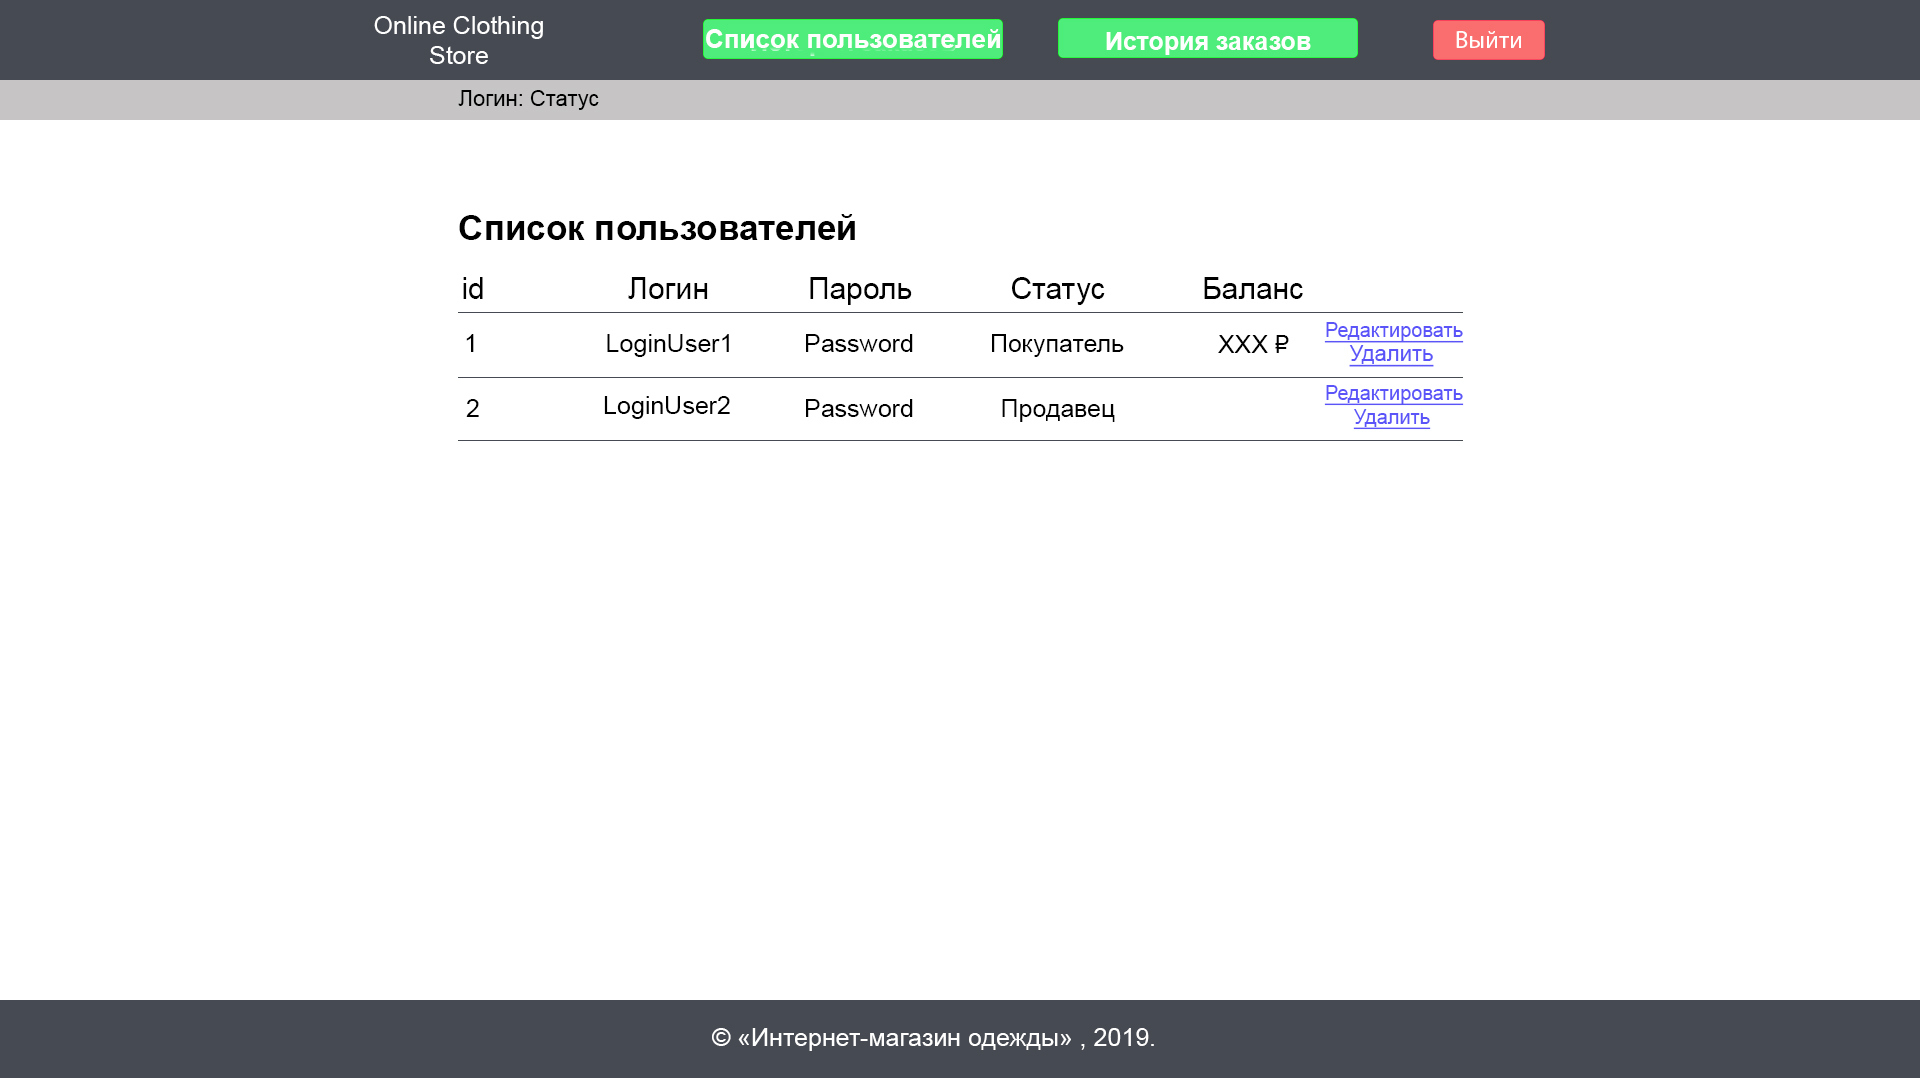 Online Clothing
Store
Список пользователей
История заказов
Выйти
Логин: Статус
Список пользователей
id Логин Пароль Статус Баланс
1 LoginUser1 Password Покупатель XXX ₽ Редактировать
Удалить
2 LoginUser2 Password Продавец Редактировать
Удалить
© «Интернет-магазин одежды» , 2019.